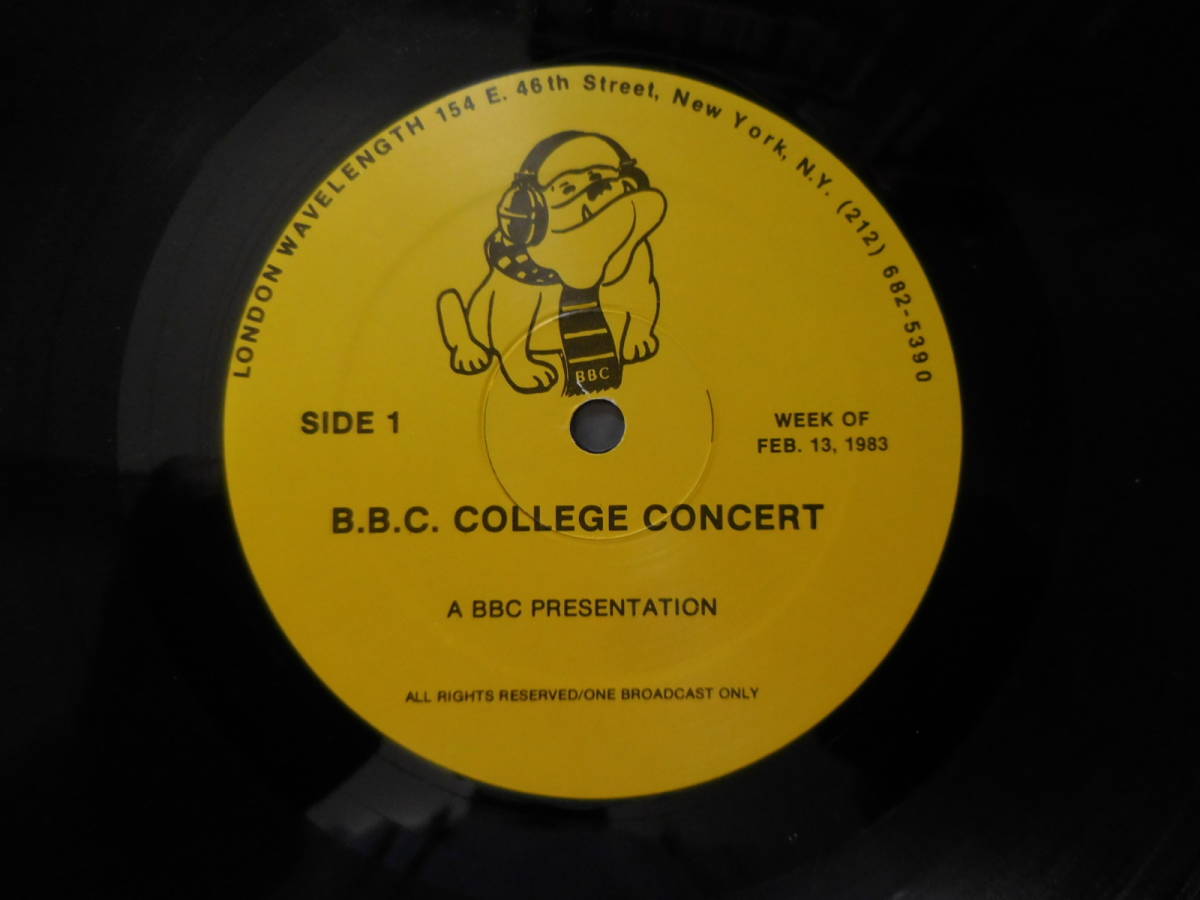 LONDON WAVELENGTH 154 E. 46th Street, New York, N.Y. (212) 682-5390
BBC
SIDE 1
WEEK OF
FEB. 13, 1983
B.B.C. COLLEGE CONCERT
A BBC PRESENTATION
ALL RIGHTS RESERVED/ONE BROADCAST ONLY